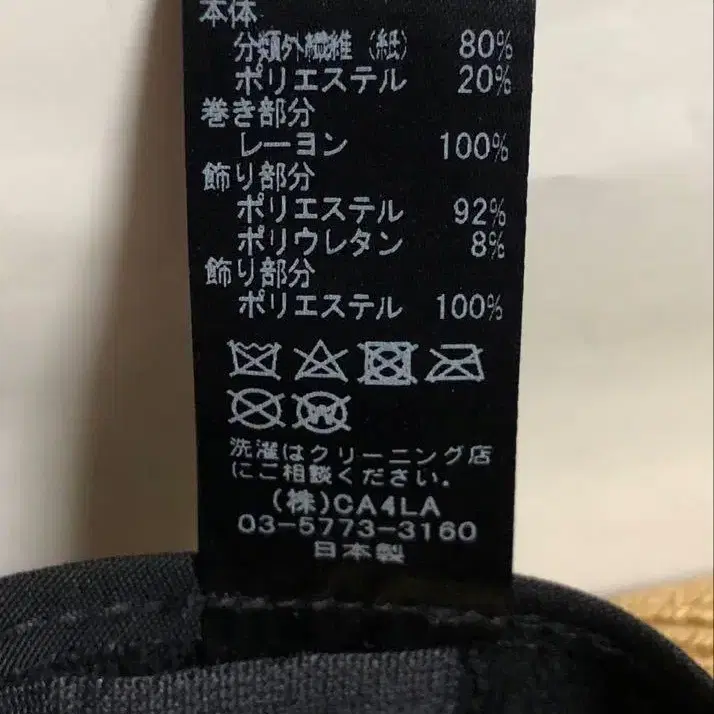 本体
分類外繊維(紙) 80%
ポリエステル 20%
巻き部分
レーヨン 100%
飾り部分
ポリエステル 92%
ポリウレタン 8%
飾り部分
ポリエステル 100%
洗濯はクリーニング店
にご相談ください。
(株)CA4LA
03-5773-3160
日本製